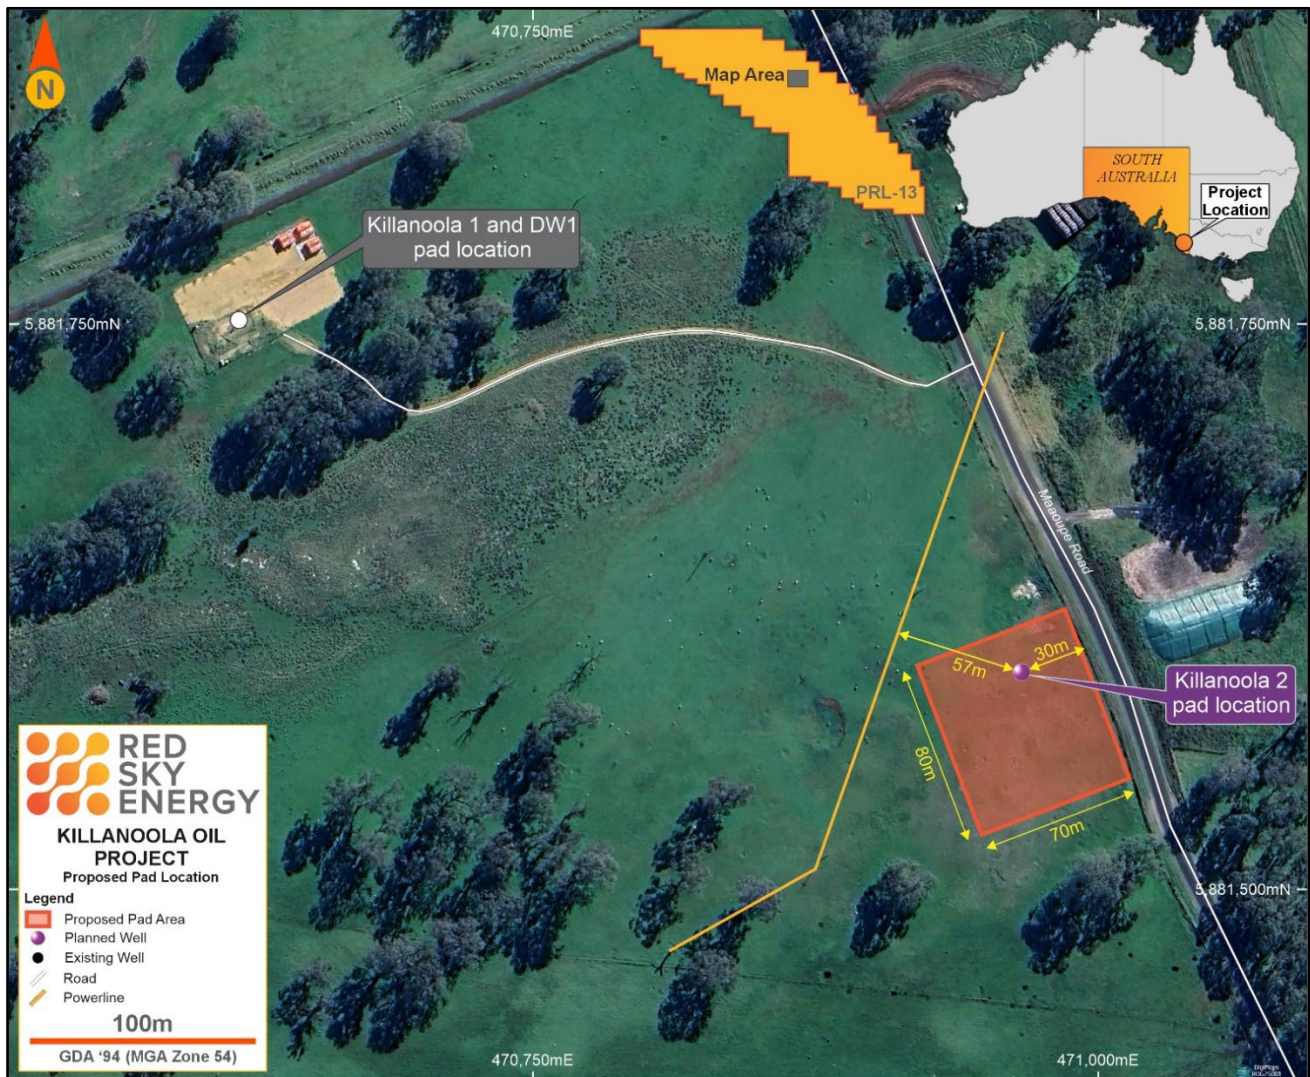 470,750mE
N
Map Area
PRL-13
SOUTH
AUSTRALIA
Project
Location
Killanoola 1 and DW1
pad location
5,881,750mN
5,881,750mN
Maaoupe Road
57m
30m
Killanoola 2
pad location
80m
70m
5,881,500mN
RED
SKY
ENERGY
KILLANOOLA OIL
PROJECT
Proposed Pad Location
Legend
Proposed Pad Area
Planned Well
Existing Well
Road
Powerline
100m
GDA '94 (MGA Zone 54)
470,750mE
471,000mE